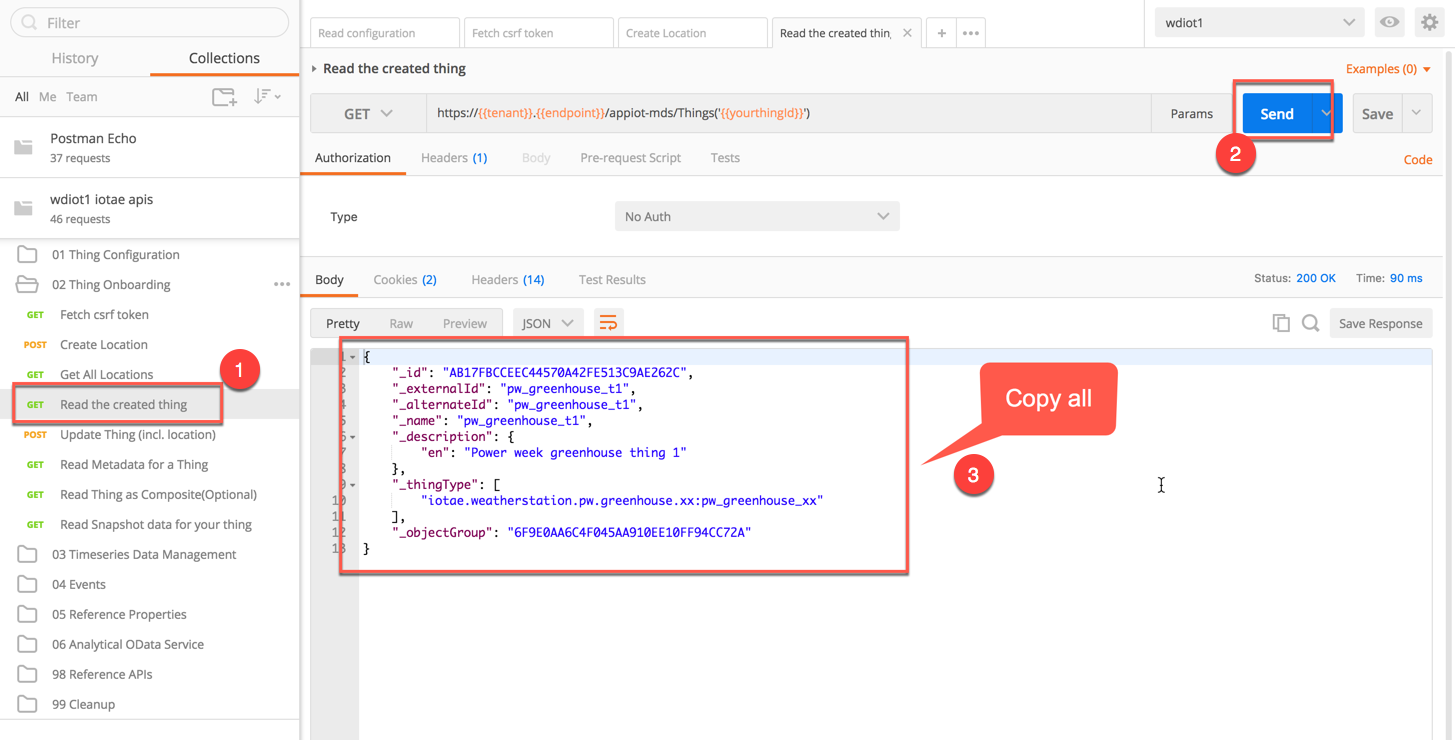 Filter
History
Collections
All Me Team
Postman Echo
37 requests
wdiot1 iotae apis
46 requests
01 Thing Configuration
02 Thing Onboarding
GET Fetch csrf token
POST Create Location
GET Get All Locations
1
GET Read the created thing
POST Update Thing (incl. location)
GET Read Metadata for a Thing
GET Read Thing as Composite(Optional)
GET Read Snapshot data for your thing
03 Timeseries Data Management
04 Events
05 Reference Properties
06 Analytical OData Service
98 Reference APIs
99 Cleanup
Read configuration
Fetch csrf token
Create Location
Read the created thin
wdiot1
Read the created thing
Examples (0)
GET
https://{{tenant}}.{{endpoint}}/appiot-mds/Things('{{yourthingId}}')
Params
Send
Save
2
Authorization
Headers (1)
Body
Pre-request Script
Tests
Code
Type
No Auth
Body
Cookies (2)
Headers (14)
Test Results
Status: 200 OK
Time: 90 ms
Pretty
Raw
Preview
JSON
Save Response
1 {
2 "_id": "AB17FBCCEEC44570A42FE513C9AE262C",
3 "_externalId": "pw_greenhouse_t1",
4 "_alternateId": "pw_greenhouse_t1",
5 "_name": "pw_greenhouse_t1",
6 "_description": {
7 "en": "Power week greenhouse thing 1"
8 },
9 "_thingType": [
10 "iotae.weatherstation.pw.greenhouse.xx:pw_greenhouse_xx"
11 ],
12 "_objectGroup": "6F9E0AA6C4F045AA910EE10FF94CC72A"
13 }
Copy all
3